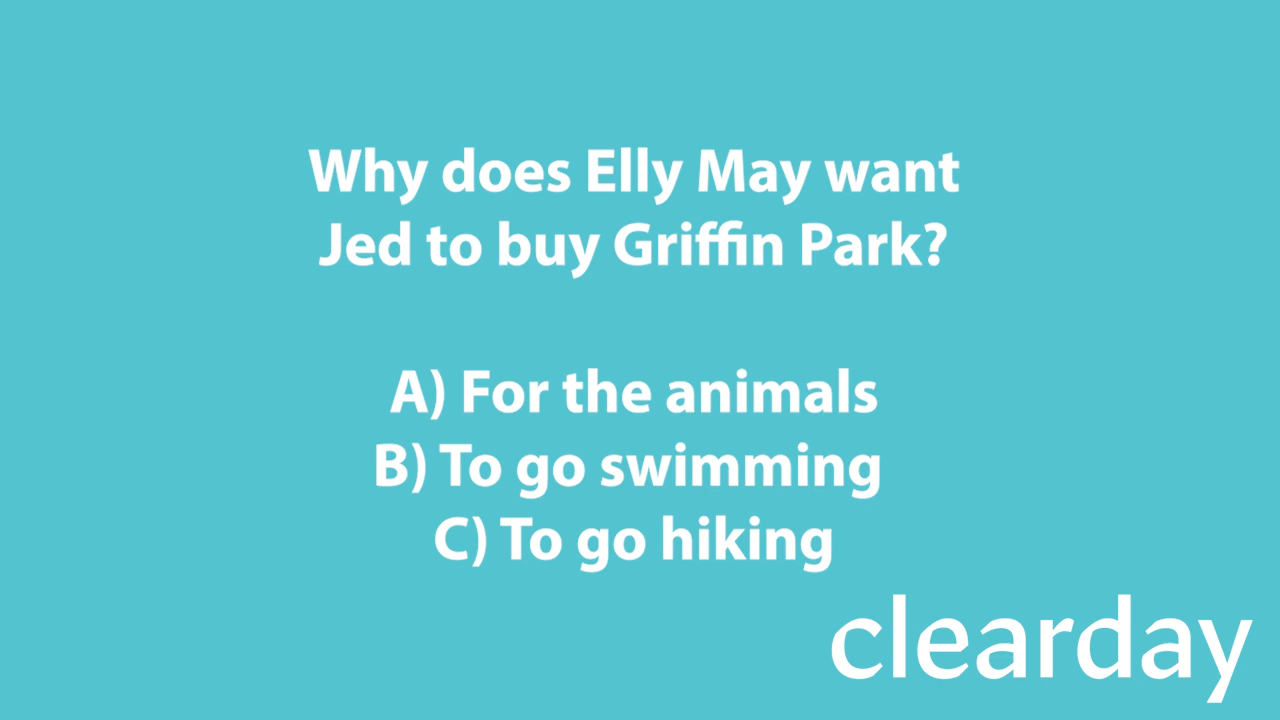 Why does Elly May want
Jed to buy Griffin Park?
A) For the animals
B) To go swimming
C) To go hiking
clearday